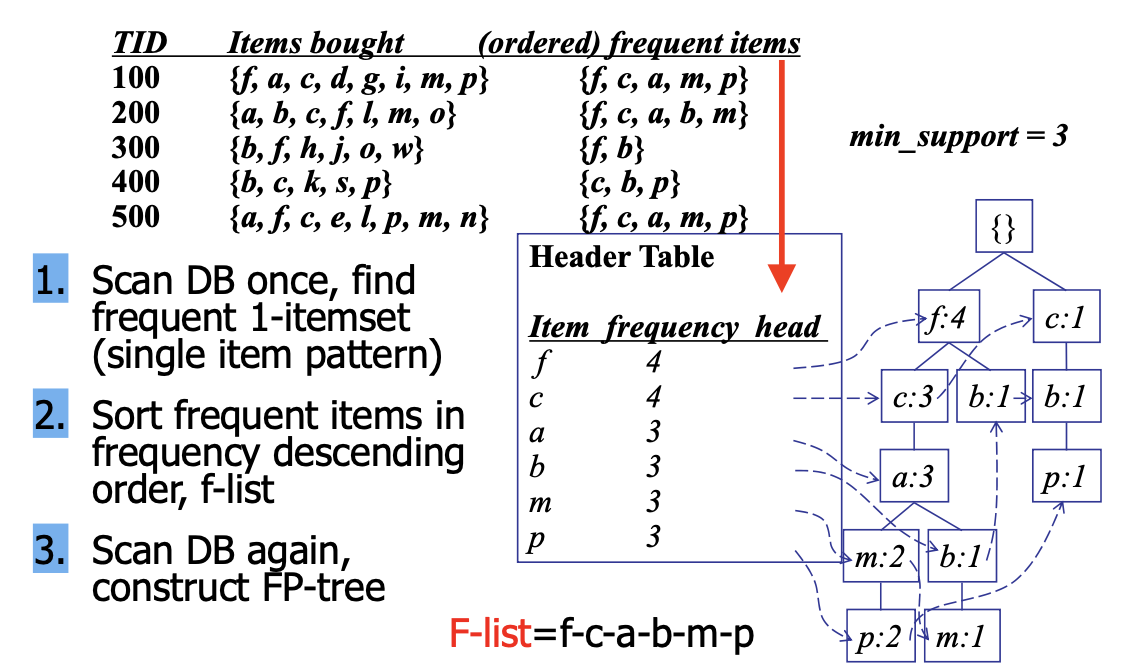 TID Items bought (ordered) frequent items
100 {f, a, c, d, g, i, m, p} {f, c, a, m, p}
200 {a, b, c, f, l, m, o} {f, c, a, b, m}
300 {b, f, h, j, o, w} {f, b}
400 {b, c, k, s, p} {c, b, p}
500 {a, f, c, e, l, p, m, n} {f, c, a, m, p}
min_support = 3
1. Scan DB once, find
frequent 1-itemset
(single item pattern)
2. Sort frequent items in
frequency descending
order, f-list
3. Scan DB again,
construct FP-tree
Header Table
Item frequency head
f 4
c 4
a 3
b 3
m 3
p 3
F-list=f-c-a-b-m-p
{}
f:4 c:1
c:3 b:1 b:1
a:3 p:1
m:2 b:1
p:2 m:1